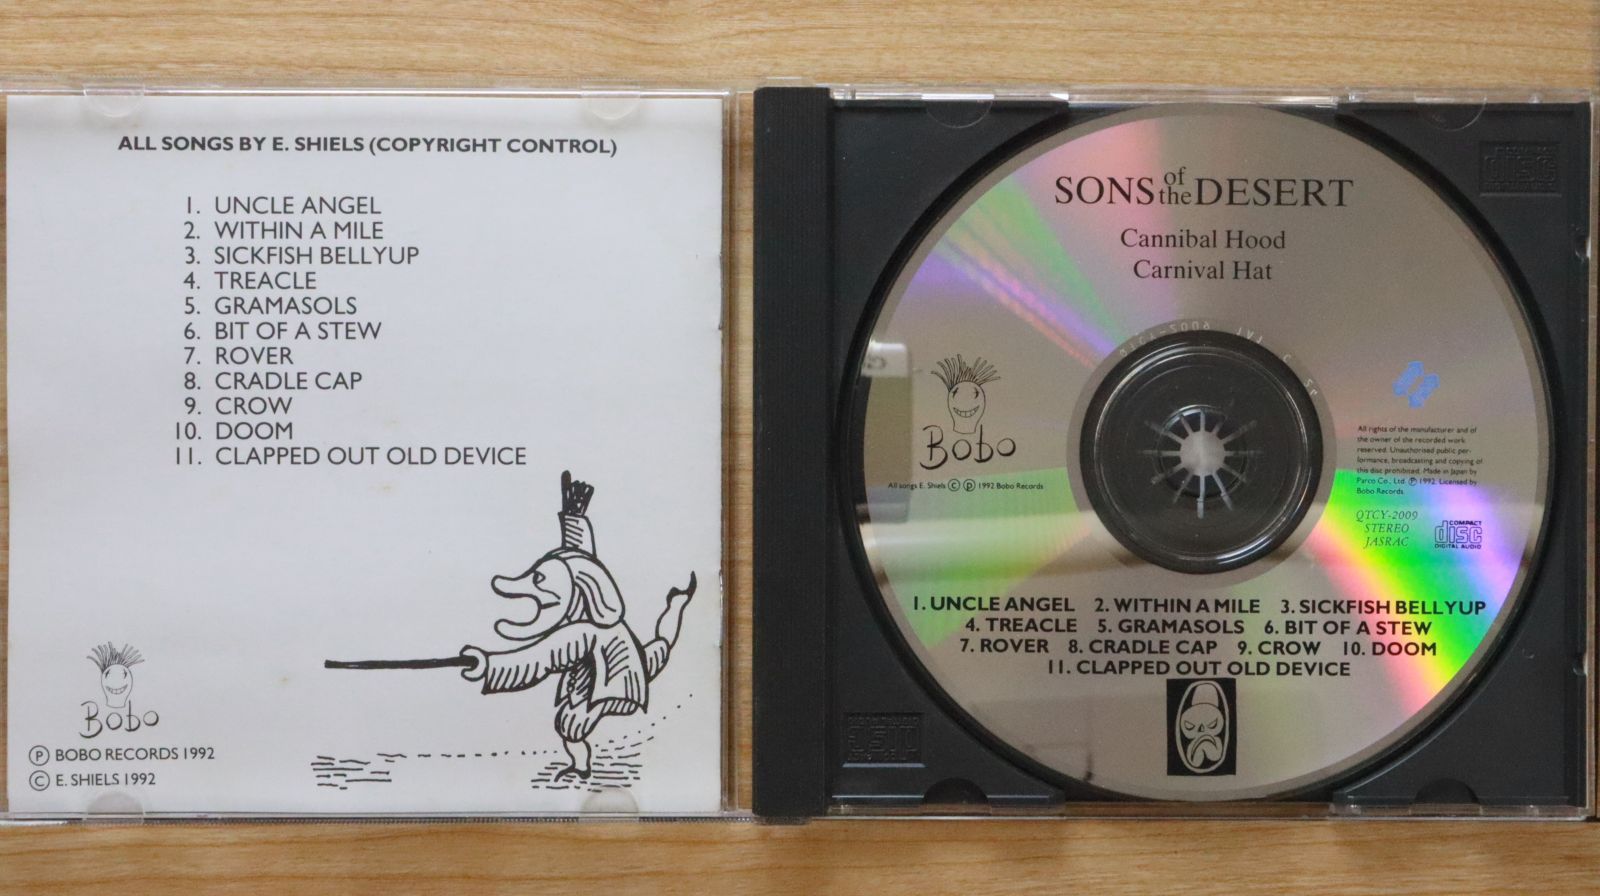 ALL SONGS BY E. SHIELS (COPYRIGHT CONTROL)
1. UNCLE ANGEL
2. WITHIN A MILE
3. SICKFISH BELLYUP
4. TREACLE
5. GRAMASOLS
6. BIT OF A STEW
7. ROVER
8. CRADLE CAP
9. CROW
10. DOOM
11. CLAPPED OUT OLD DEVICE
Bobo
Ⓟ BOBO RECORDS 1992
© E. SHIELS 1992
SONS of the DESERT
Cannibal Hood
Carnival Hat
Bobo
All songs E. Shiels © Ⓟ 1992 Bobo Records
All rights of the manufacturer and of
the owner of the recorded work
reserved. Unauthorised public per-
formance, broadcasting and copying of
this disc prohibited. Made in Japan by
Parco Co., Ltd. Ⓟ 1992. Licensed by
Bobo Records
QTCY-2009
STEREO
JASRAC
COMPACT
disc
DIGITAL AUDIO
1. UNCLE ANGEL 2. WITHIN A MILE 3. SICKFISH BELLYUP
4. TREACLE 5. GRAMASOLS 6. BIT OF A STEW
7. ROVER 8. CRADLE CAP 9. CROW 10. DOOM
11. CLAPPED OUT OLD DEVICE